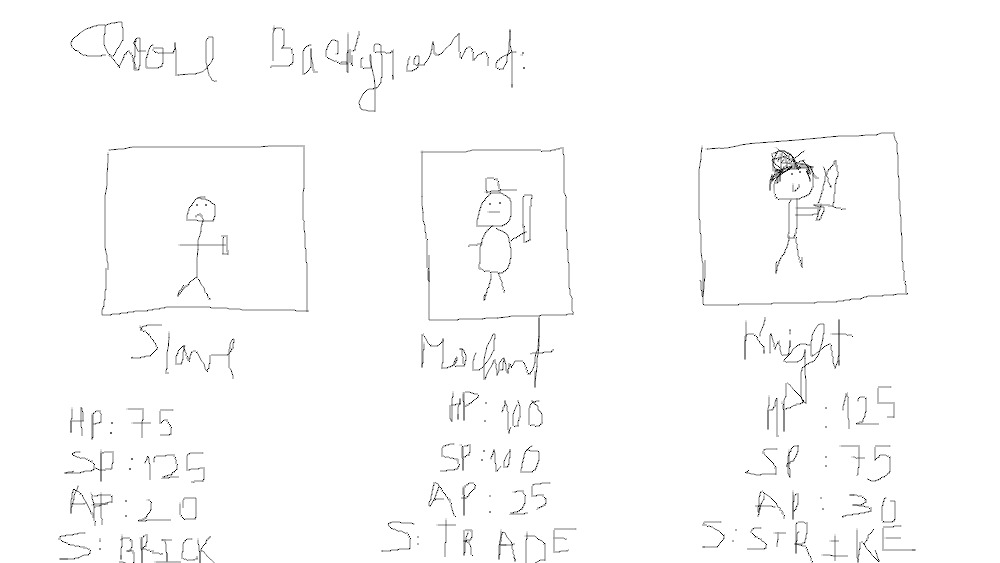 Choose Background:
Slave
Merchant
Knight
HP: 75
SP: 125
AP: 20
S: BRICK
HP: 100
SP: 100
AP: 25
S: TRADE
HP: 125
SP: 75
AP: 30
S: STRIKE